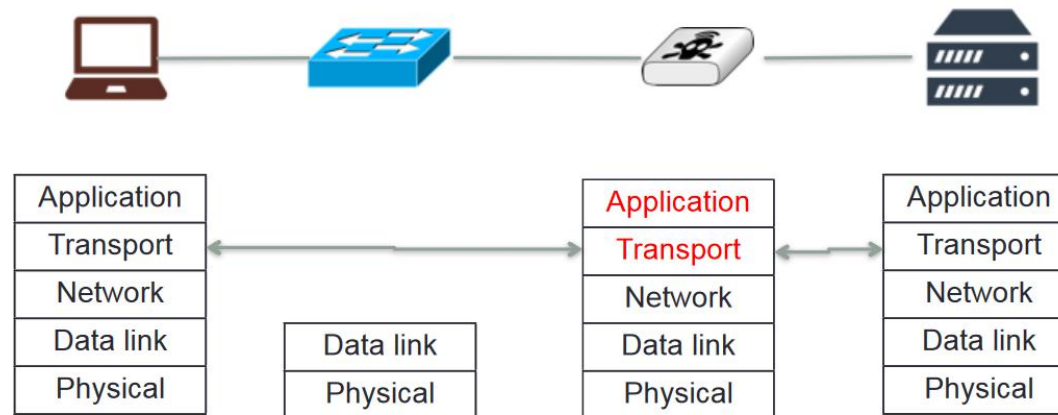 Application
Transport
Network
Data link
Physical
Data link
Physical
Application
Transport
Network
Data link
Physical
Application
Transport
Network
Data link
Physical